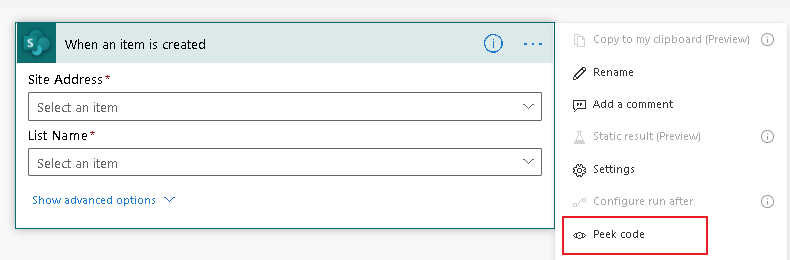 When an item is created
Site Address*
Select an item
List Name*
Select an item
Show advanced options
Copy to my clipboard (Preview)
Rename
Add a comment
Static result (Preview)
Settings
Configure run after
Peek code